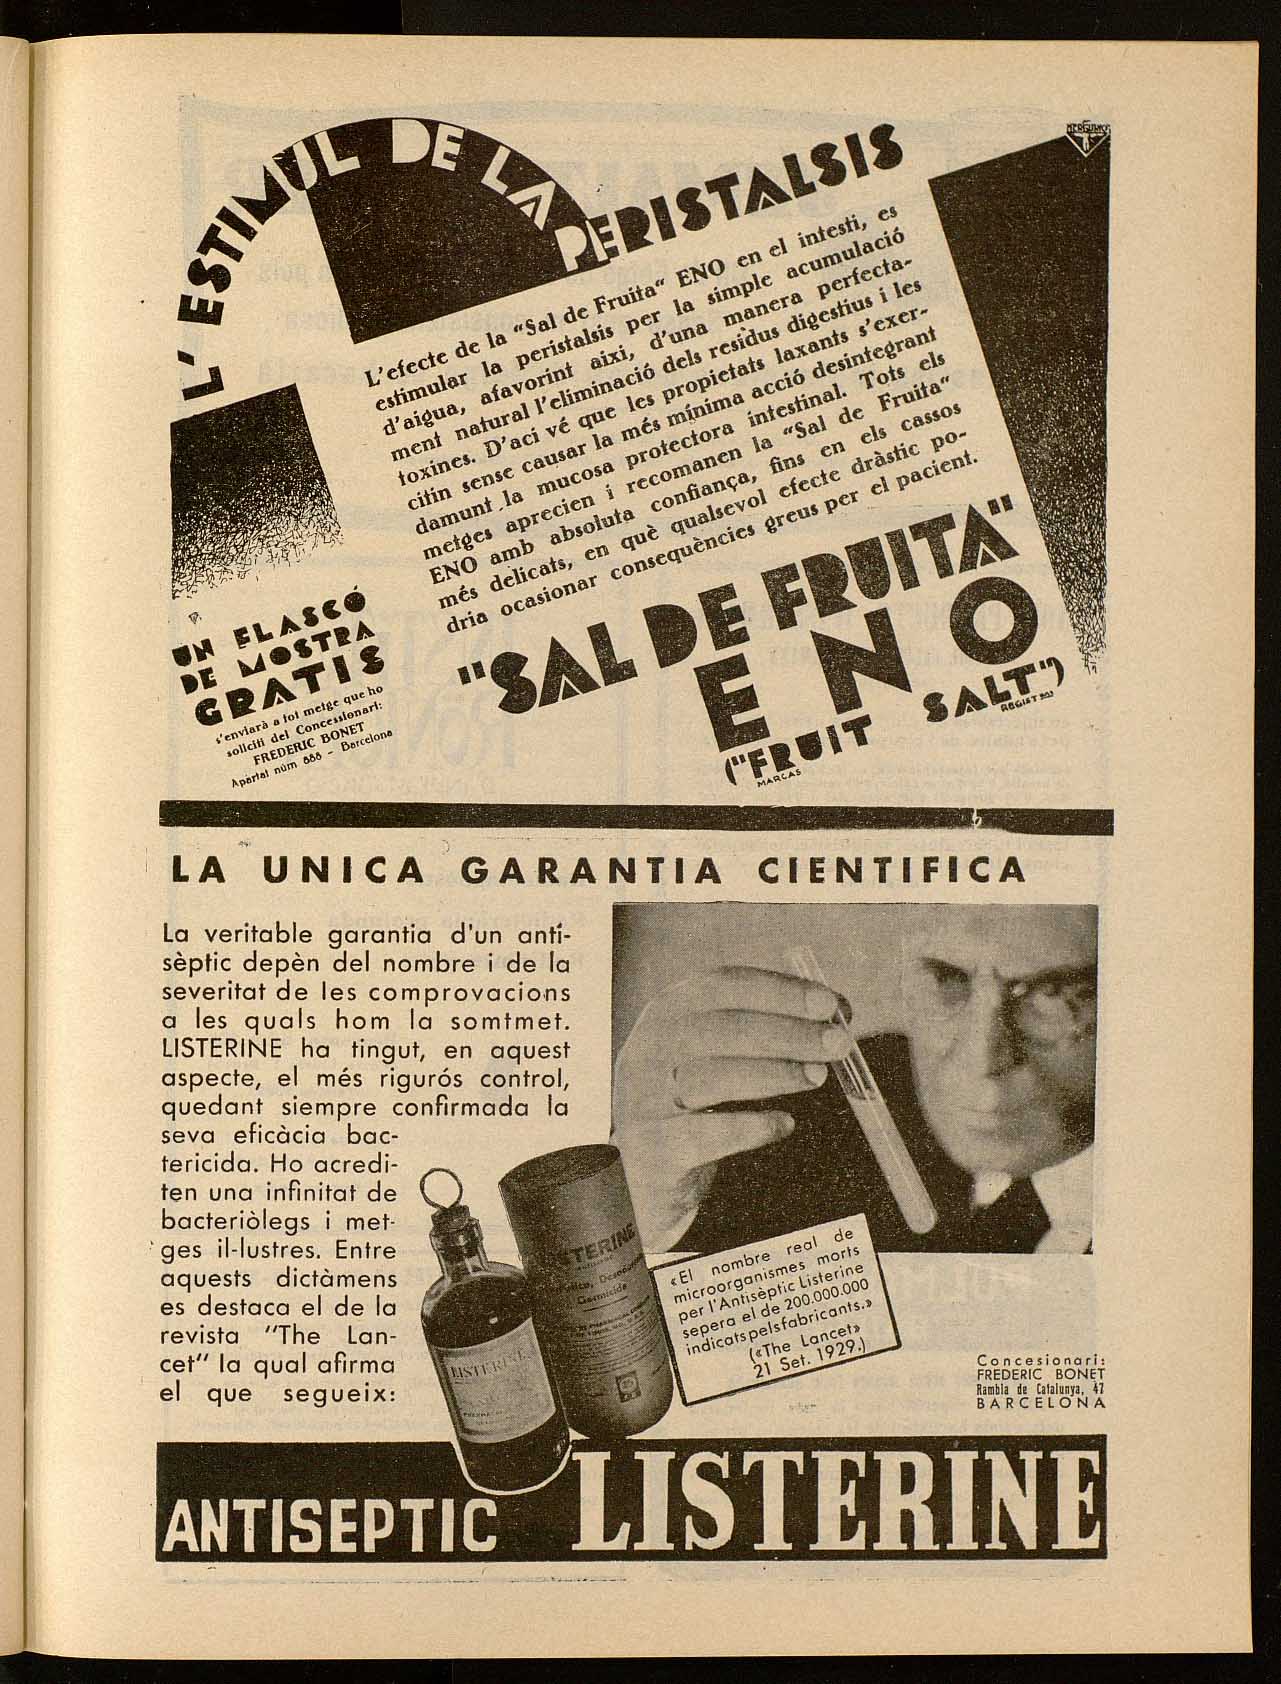 MERCURIO
L'ESTIMUL DE LA PERISTALSIS
L'efecte de la “Sal de Fruita“ ENO en el intestí, es
estimular la peristalsis per la simple acumulació
d'aigua, afavorint aixi, d'una manera perfecta-
ment natural l'eliminació dels residus digestius i les
toxines. D'aci vé que les propietats laxants s'exer-
citin sense causar la més mínima acció desintegrant
damunt la mucosa protectora intestinal. Tots els
metges aprecien i recomanen la “Sal de Fruita“
ENO amb absoluta confiança, fins en els cassos
més delicats, en què qualsevol efecte dràstic po-
dria ocasionar conseqüències greus per el pacient.
UN FLASCÓ
DE MOSTRA
GRATIS
s'enviarà a tot metge que ho
soliciti del Concessionari:
FREDERIC BONET
Apartat núm 888 - Barcelona
"SAL DE FRUITA"
ENO
("FRUIT SALT")
MARCAS REGISTDAS
LA UNICA GARANTIA CIENTIFICA
La veritable garantia d'un anti-
sèptic depèn del nombre i de la
severitat de les comprovacions
a les quals hom la somtmet.
LISTERINE ha tingut, en aquest
aspecte, el més rigurós control,
quedant siempre confirmada la
seva eficàcia bac-
tericida. Ho acredi-
ten una infinitat de
bacteriòlegs i met-
ges il-lustres. Entre
aquests dictàmens
es destaca el de la
revista "The Lan-
cet" la qual afirma
el que segueix:
LISTERINE
LISTERINE
Germicida
«El nombre real de
microorganismes morts
per l'Antisèptic Listerine
sepera el de 200.000.000
indicats pels fabricants.»
(«The Lancet»
21 Set. 1929.)
Concesionari:
FREDERIC BONET
Rambla de Catalunya, 47
BARCELONA
ANTISEPTIC LISTERINE